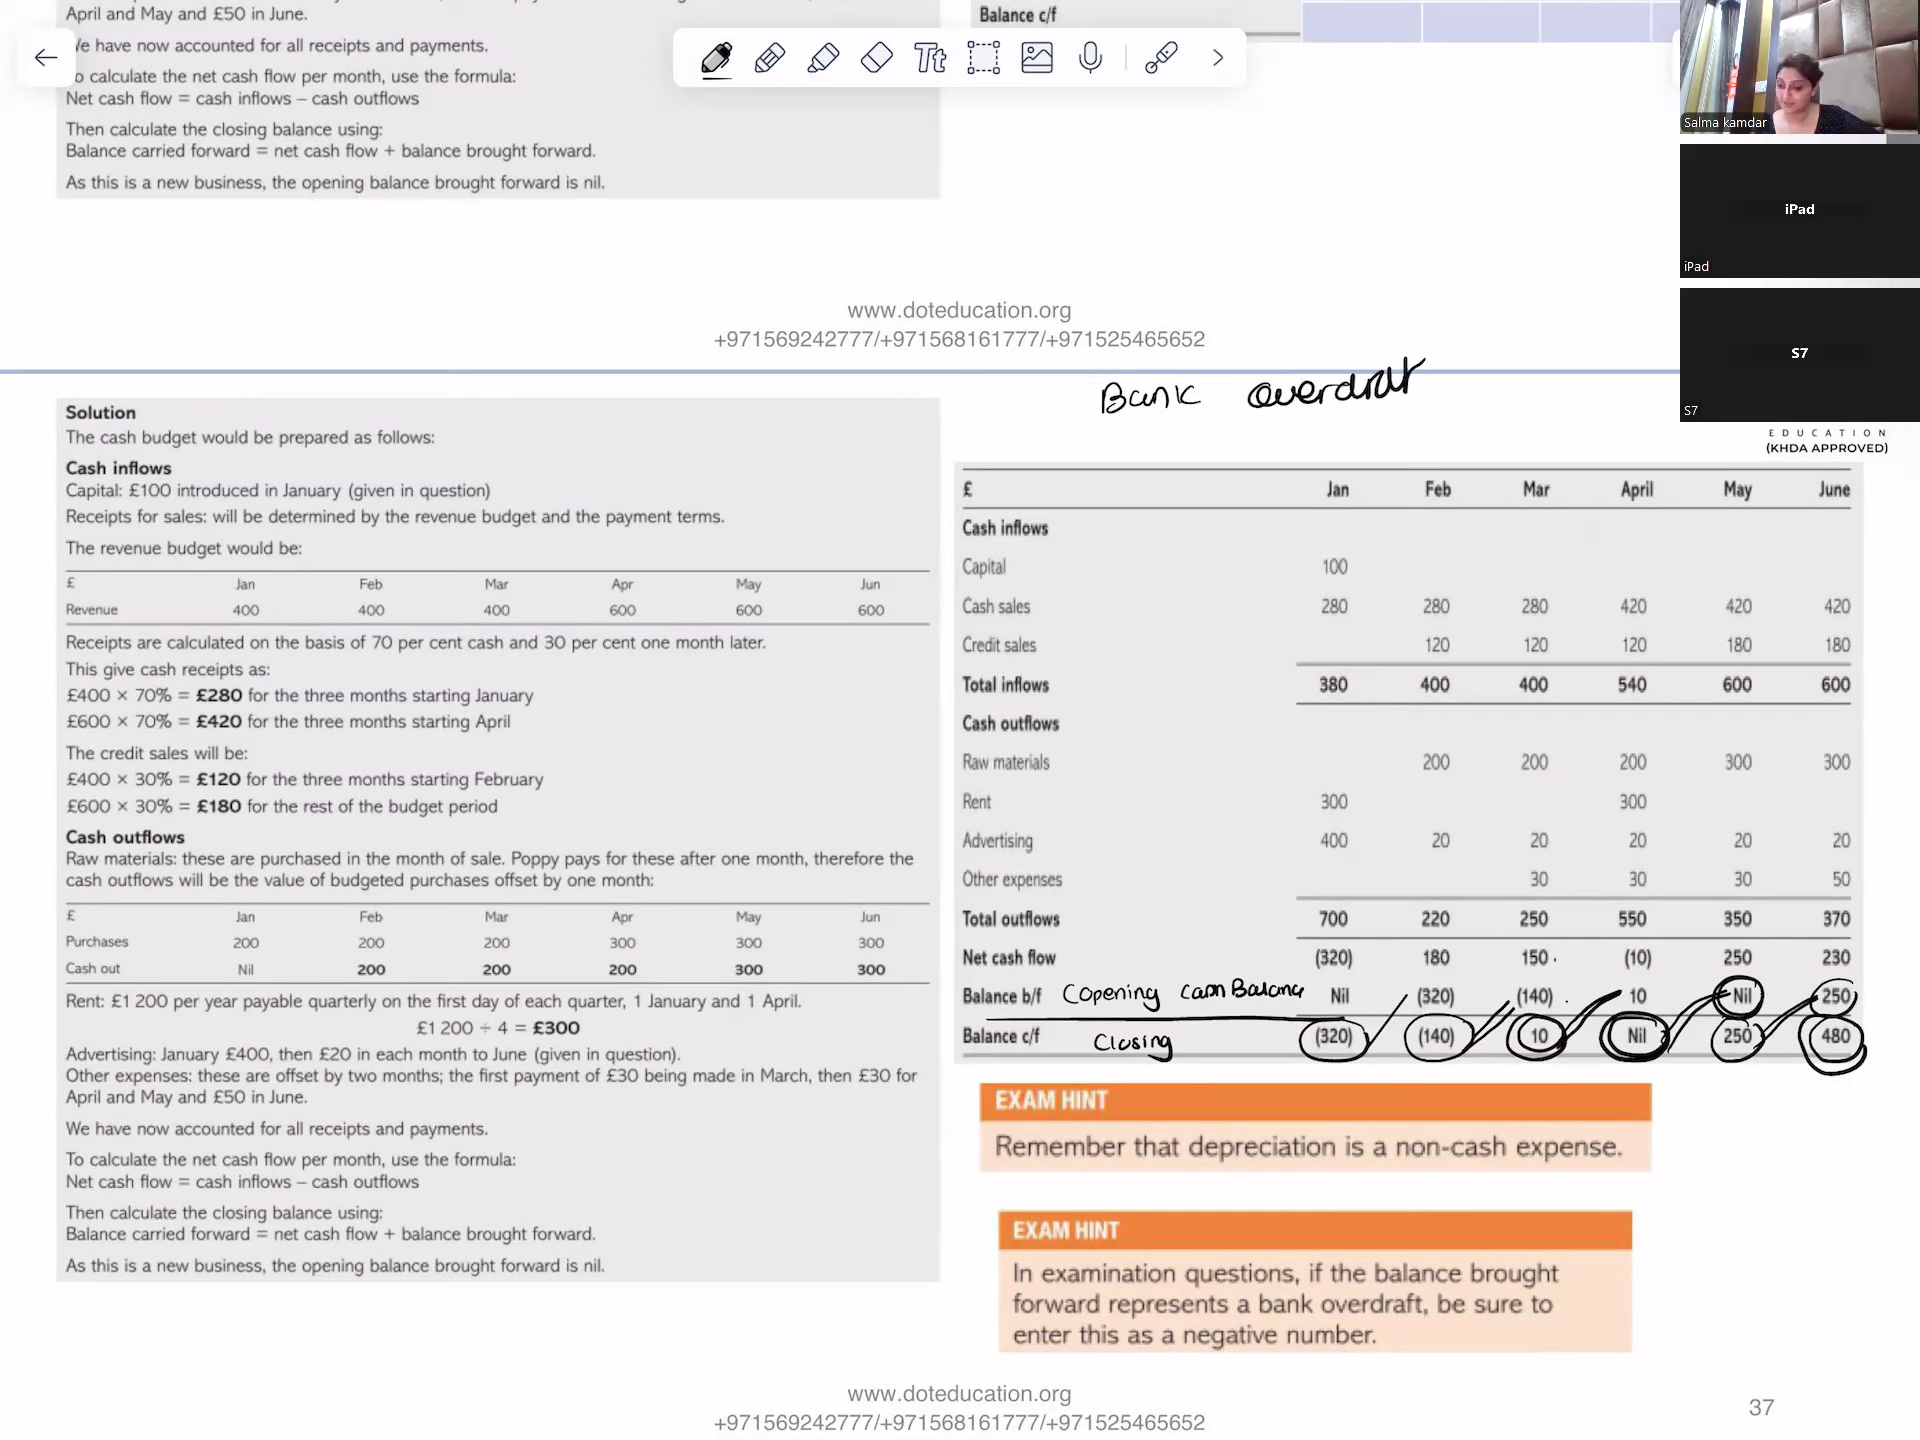 April and May and £50 in June.
We have now accounted for all receipts and payments.
To calculate the net cash flow per month, use the formula:
Net cash flow = cash inflows – cash outflows
Then calculate the closing balance using:
Balance carried forward = net cash flow + balance brought forward.
As this is a new business, the opening balance brought forward is nil.
Balance c/f
Tt
Salma kamdar
iPad
iPad
S7
S7
www.doteducation.org
+971569242777/+971568161777/+971525465652
Bank overdraft
EDUCATION
(KHDA APPROVED)
Solution
The cash budget would be prepared as follows:
Cash inflows
Capital: £100 introduced in January (given in question)
Receipts for sales: will be determined by the revenue budget and the payment terms.
The revenue budget would be:
£ Jan Feb Mar Apr May Jun
Revenue 400 400 400 600 600 600
Receipts are calculated on the basis of 70 per cent cash and 30 per cent one month later.
This give cash receipts as:
£400 × 70% = £280 for the three months starting January
£600 × 70% = £420 for the three months starting April
The credit sales will be:
£400 × 30% = £120 for the three months starting February
£600 × 30% = £180 for the rest of the budget period
Cash outflows
Raw materials: these are purchased in the month of sale. Poppy pays for these after one month, therefore the
cash outflows will be the value of budgeted purchases offset by one month:
£ Jan Feb Mar Apr May Jun
Purchases 200 200 200 300 300 300
Cash out Nil 200 200 200 300 300
Rent: £1 200 per year payable quarterly on the first day of each quarter, 1 January and 1 April.
£1 200 ÷ 4 = £300
Advertising: January £400, then £20 in each month to June (given in question).
Other expenses: these are offset by two months; the first payment of £30 being made in March, then £30 for
April and May and £50 in June.
We have now accounted for all receipts and payments.
To calculate the net cash flow per month, use the formula:
Net cash flow = cash inflows – cash outflows
Then calculate the closing balance using:
Balance carried forward = net cash flow + balance brought forward.
As this is a new business, the opening balance brought forward is nil.
£ Jan Feb Mar April May June
Cash inflows
Capital 100
Cash sales 280 280 280 420 420 420
Credit sales 120 120 120 180 180
Total inflows 380 400 400 540 600 600
Cash outflows
Raw materials 200 200 200 300 300
Rent 300 300
Advertising 400 20 20 20 20 20
Other expenses 30 30 30 50
Total outflows 700 220 250 550 350 370
Net cash flow (320) 180 150 (10) 250 230
Balance b/f (opening cash Balance Nil (320) (140) 10 Nil 250
Balance c/f Closing (320) (140) 10 Nil 250 480
EXAM HINT
Remember that depreciation is a non-cash expense.
EXAM HINT
In examination questions, if the balance brought
forward represents a bank overdraft, be sure to
enter this as a negative number.
www.doteducation.org
+971569242777/+971568161777/+971525465652
37